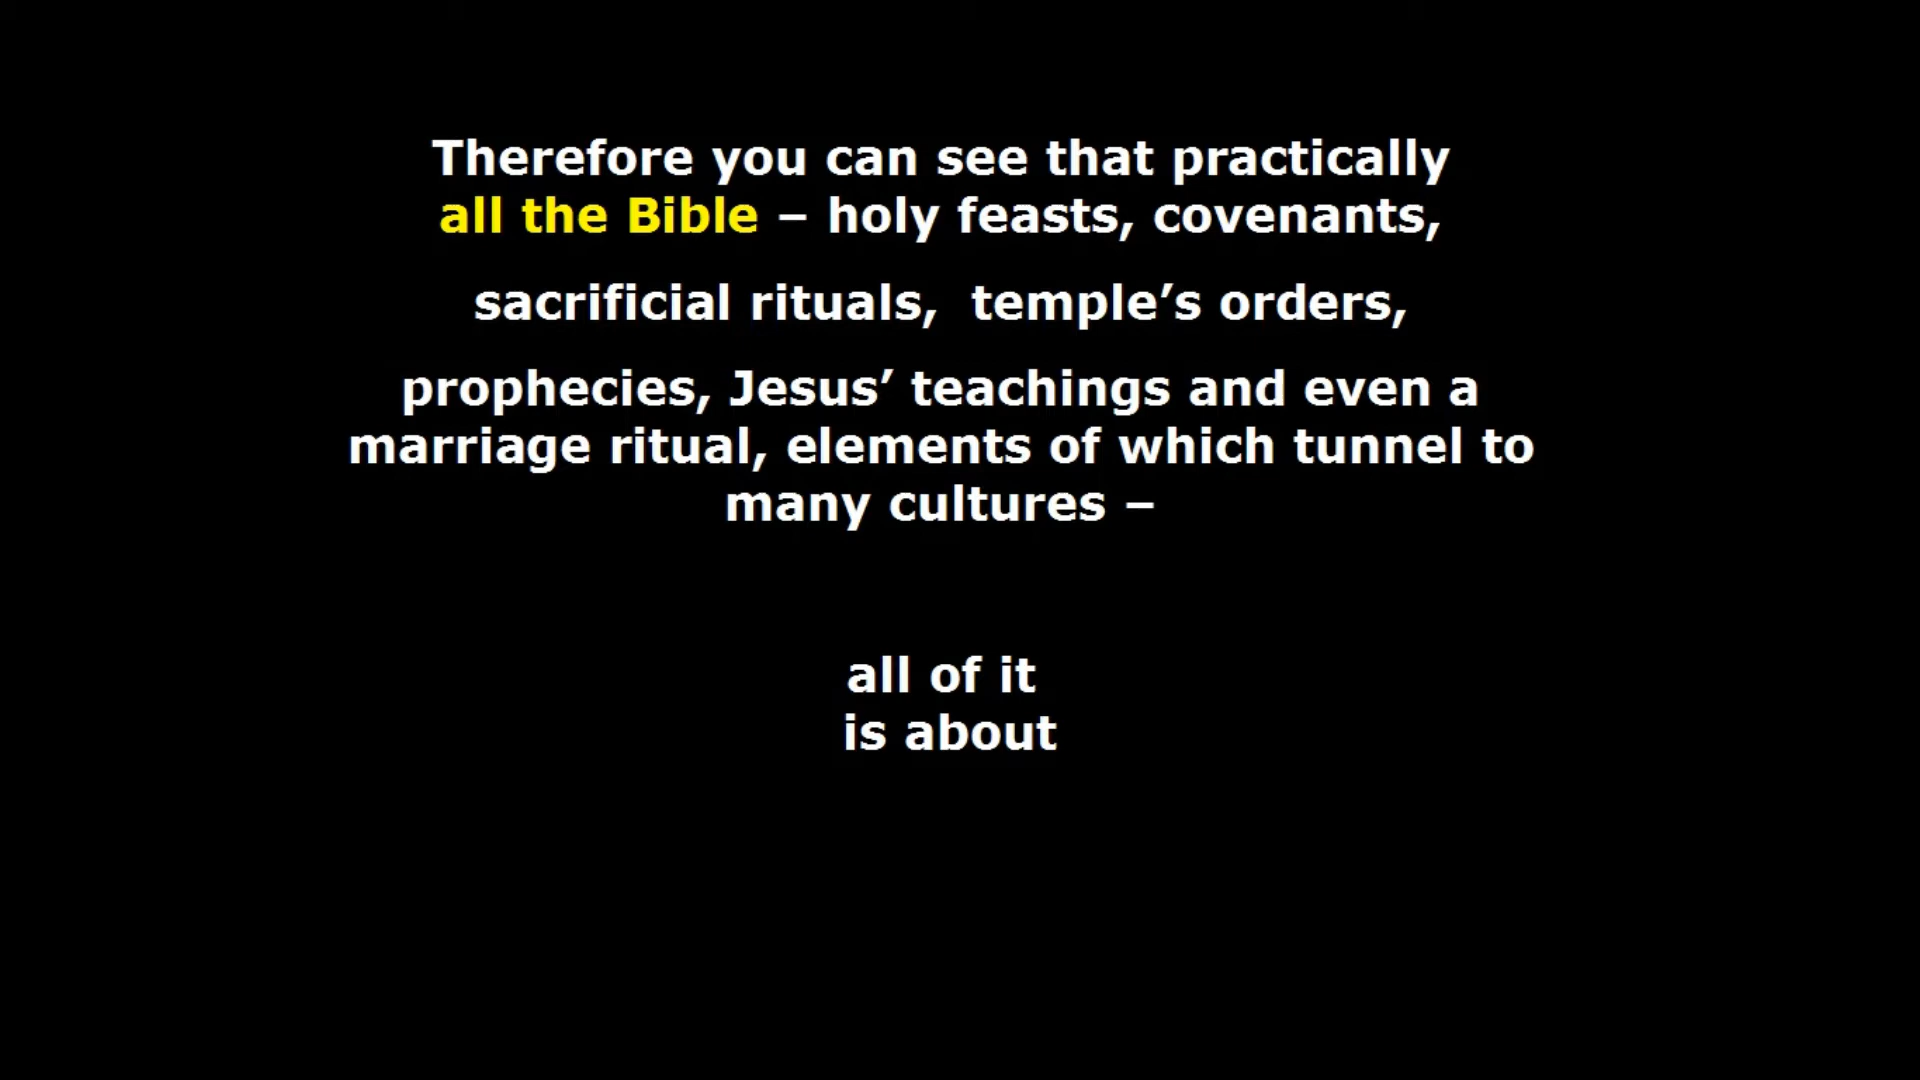 Therefore you can see that practically
all the Bible – holy feasts, covenants,
sacrificial rituals,  temple’s orders,
prophecies, Jesus’ teachings and even a
marriage ritual, elements of which tunnel to
many cultures –
all of it
is about